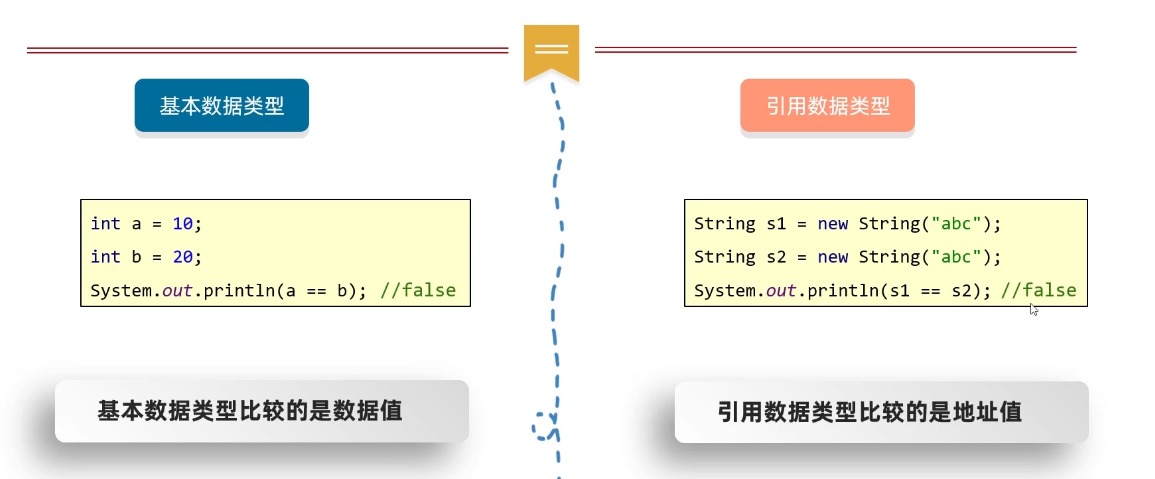 基本数据类型
int a = 10;
int b = 20;
System.out.println(a == b); //false
基本数据类型比较的是数据值
引用数据类型
String s1 = new String("abc");
String s2 = new String("abc");
System.out.println(s1 == s2); //false
引用数据类型比较的是地址值